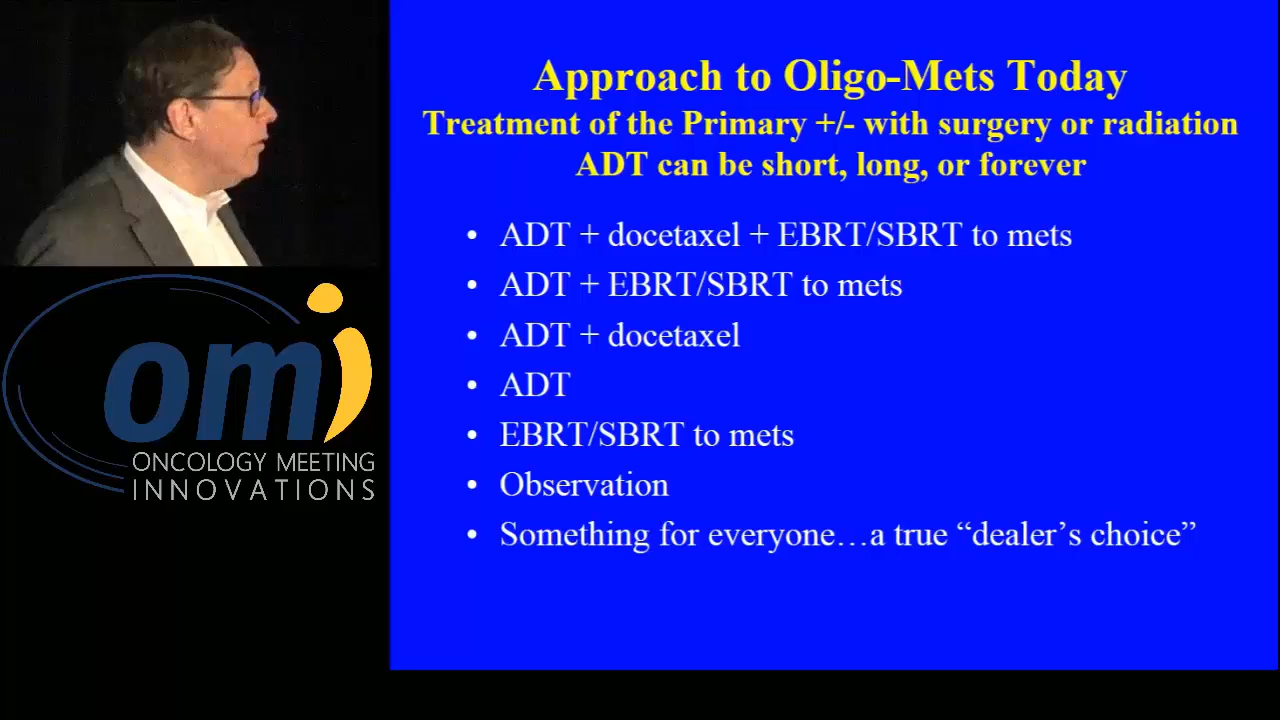 Approach to Oligo-Mets Today
Treatment of the Primary +/- with surgery or radiation
ADT can be short, long, or forever
• ADT + docetaxel + EBRT/SBRT to mets
• ADT + EBRT/SBRT to mets
• ADT + docetaxel
• ADT
• EBRT/SBRT to mets
• Observation
• Something for everyone…a true “dealer’s choice”
omi
ONCOLOGY MEETING
INNOVATIONS